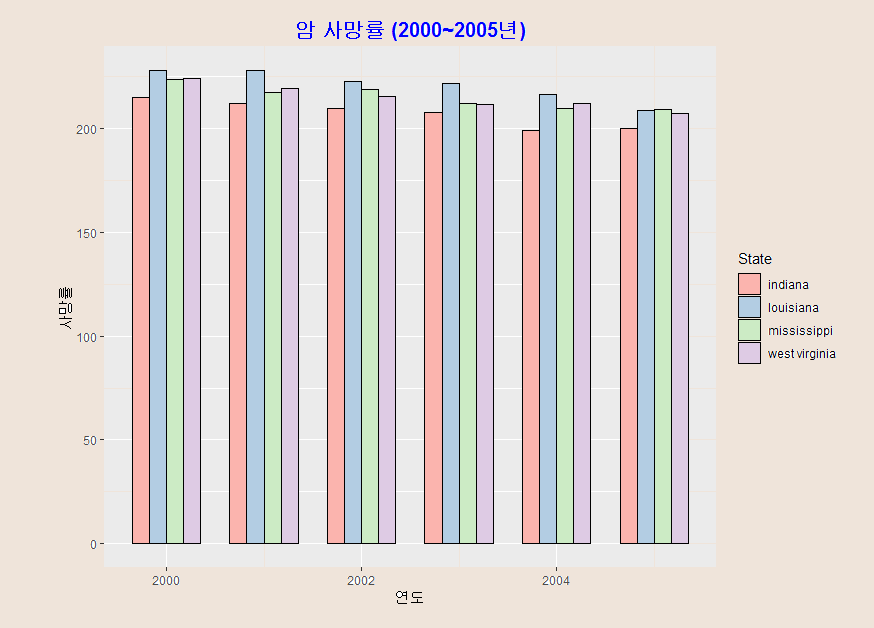 암 사망률 (2000~2005년)
사망률
200
150
100
50
0
2000
2002
2004
연도
State
indiana
louisiana
mississippi
west virginia